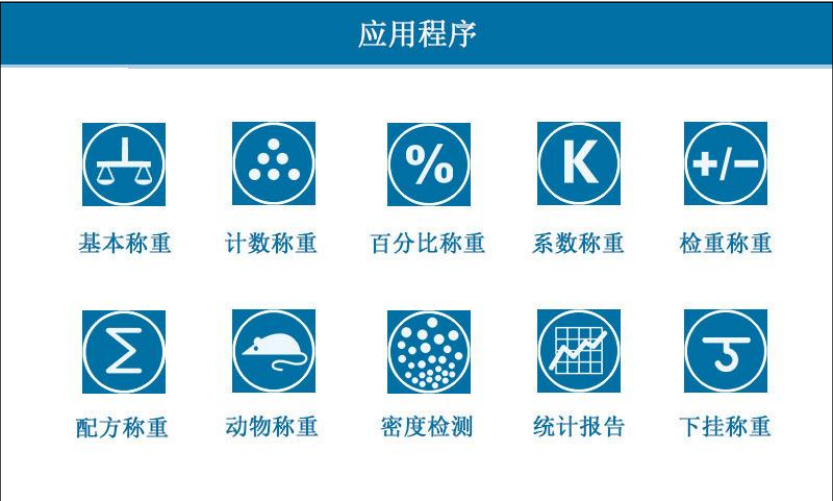 应用程序
基本称重 计数称重 百分比称重 系数称重 检重称重
% K +/-
配方称重 动物称重 密度检测 统计报告 下挂称重
Σ